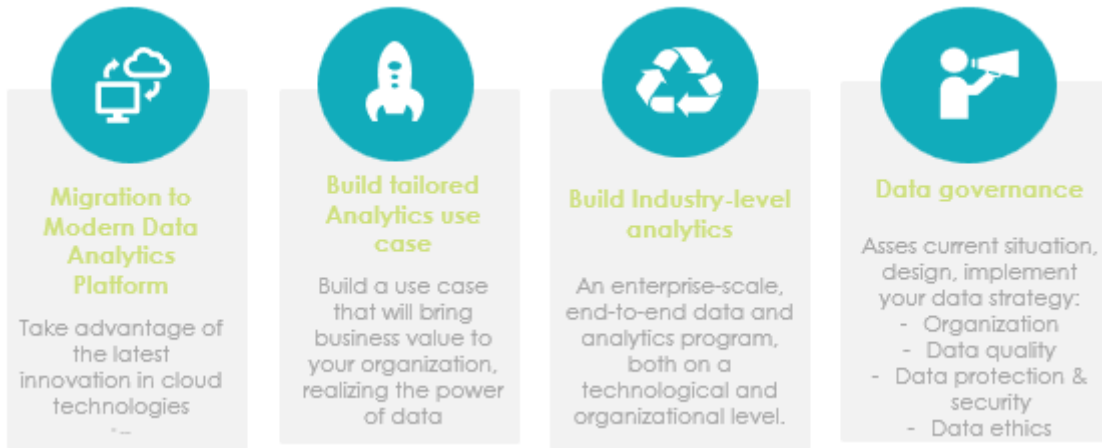 Migration to
Modern Data
Analytics
Platform
Take advantage of
the latest
innovation in cloud
technologies
Build tailored
Analytics use
case
Build a use case
that will bring
business value to
your organization,
realizing the power
of data
Build Industry-level
analytics
An enterprise-scale,
end-to-end data and
analytics program,
both on a
technological and
organizational level.
Data governance
Asses current situation,
design, implement
your data strategy:
- Organization
- Data quality
- Data protection &
security
- Data ethics